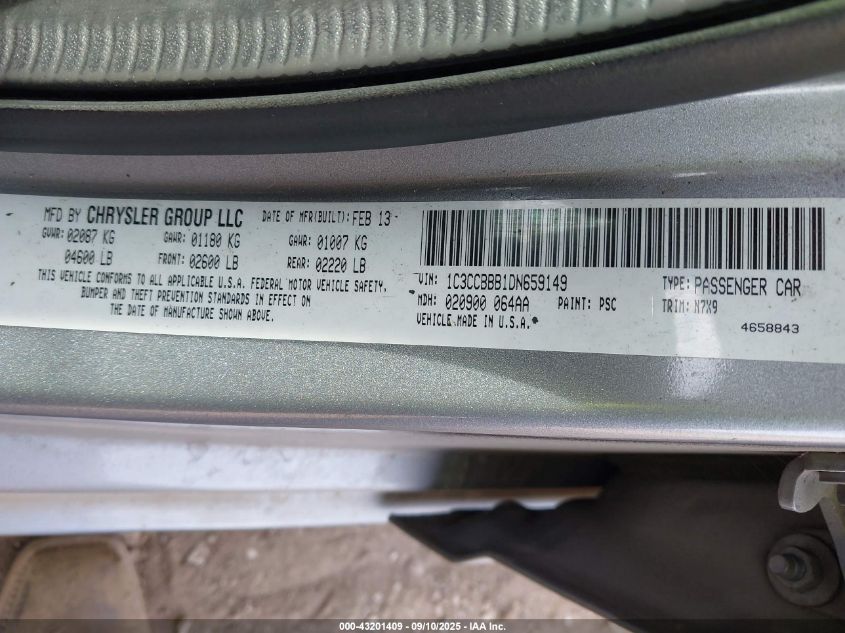 MFD BY CHRYSLER GROUP LLC DATE OF MFR(BUILT): FEB 13
GVWR: 02087 KG GAWR: 01180 KG GAWR: 01007 KG
04600 LB FRONT: 02600 LB REAR: 02220 LB
THIS VEHICLE CONFORMS TO ALL APPLICABLE U.S.A. FEDERAL MOTOR VEHICLE SAFETY,
BUMPER AND THEFT PREVENTION STANDARDS IN EFFECT ON
THE DATE OF MANUFACTURE SHOWN ABOVE.
VIN: 1C3CCBBB1DN659149 TYPE: PASSENGER CAR
MDH: 020900 064AA PAINT: PSC TRIM: N7X9
VEHICLE MADE IN U.S.A. 4658843
000-43201409 - 09/10/2025 - IAA Inc.